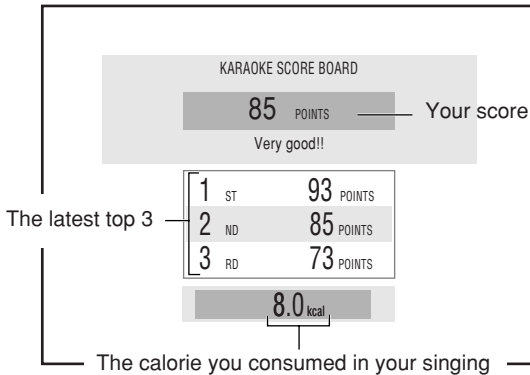 KARAOKE SCORE BOARD
85 POINTS
Your score
Very good!!
The latest top 3
1 ST 93 POINTS
2 ND 85 POINTS
3 RD 73 POINTS
8.0 kcal
The calorie you consumed in your singing